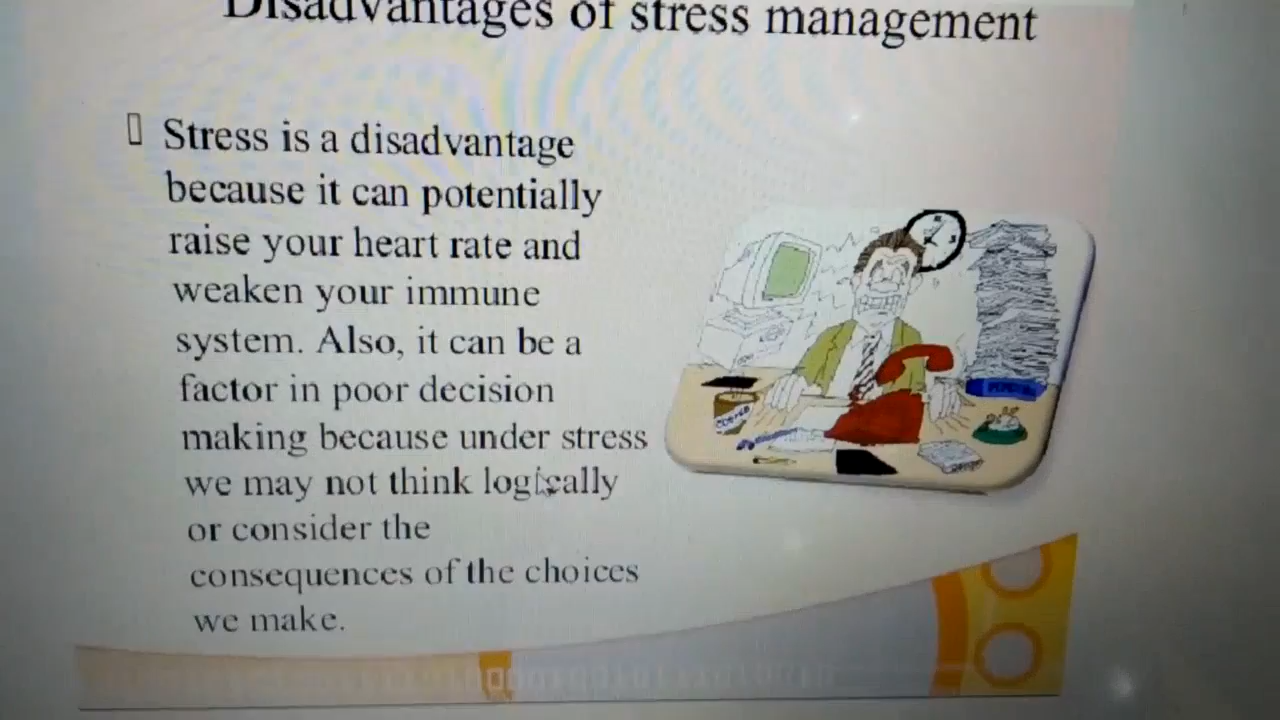 Disadvantages of stress management
Stress is a disadvantage
because it can potentially
raise your heart rate and
weaken your immune
system. Also, it can be a
factor in poor decision
making because under stress
we may not think logically
or consider the
consequences of the choices
we make.
COFFEE